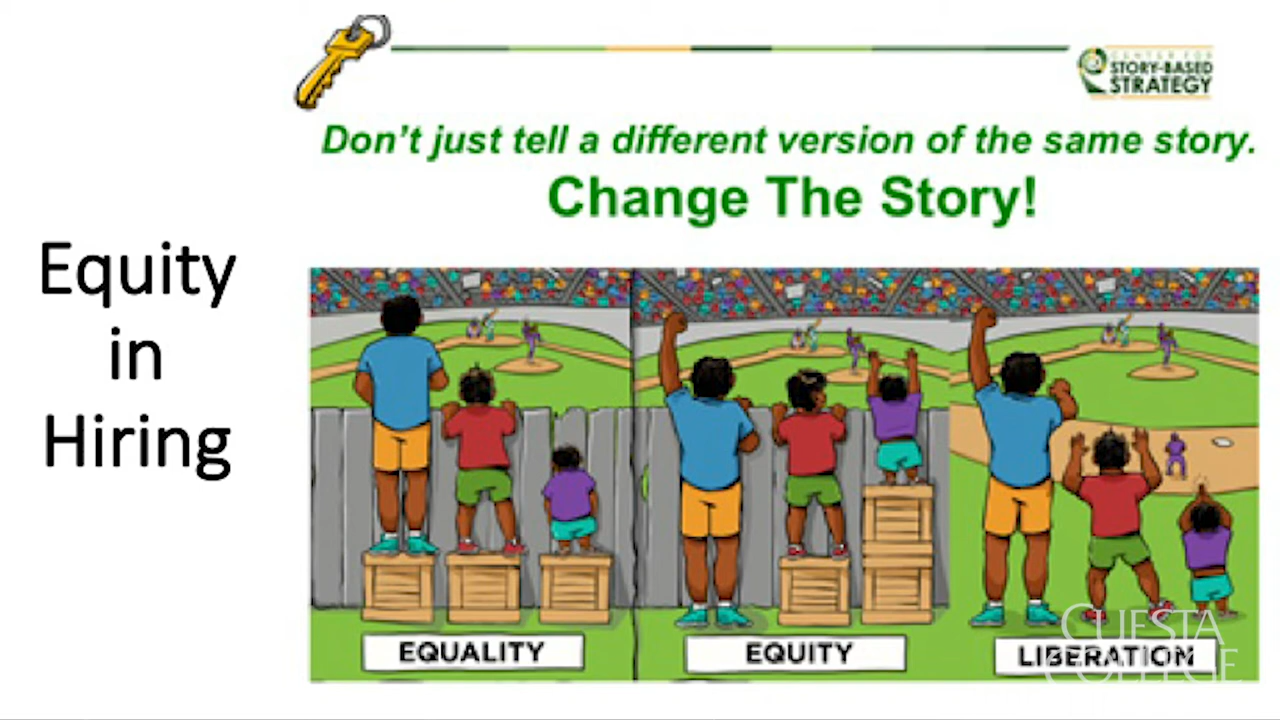 Equity
in
Hiring
CENTER FOR
STORY-BASED
STRATEGY
Don't just tell a different version of the same story.
Change The Story!
EQUALITY
EQUITY
LIBERATION
CUESTA
COLLEGE